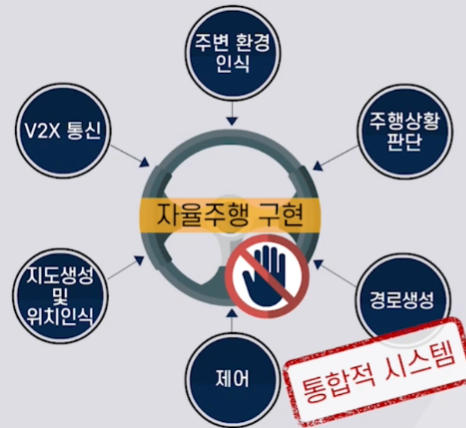 주변 환경
인식
V2X 통신
주행상황
판단
자율주행 구현
지도생성
및
위치인식
경로생성
제어
통합적 시스템